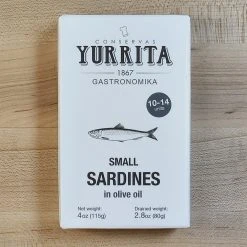 CONSERVAS
YURRITA
1867
GASTRONOMIKA
10-14
units
SMALL
SARDINES
in olive oil
Net weight:
4oz (115g)
Drained weight:
2.8oz (80g)